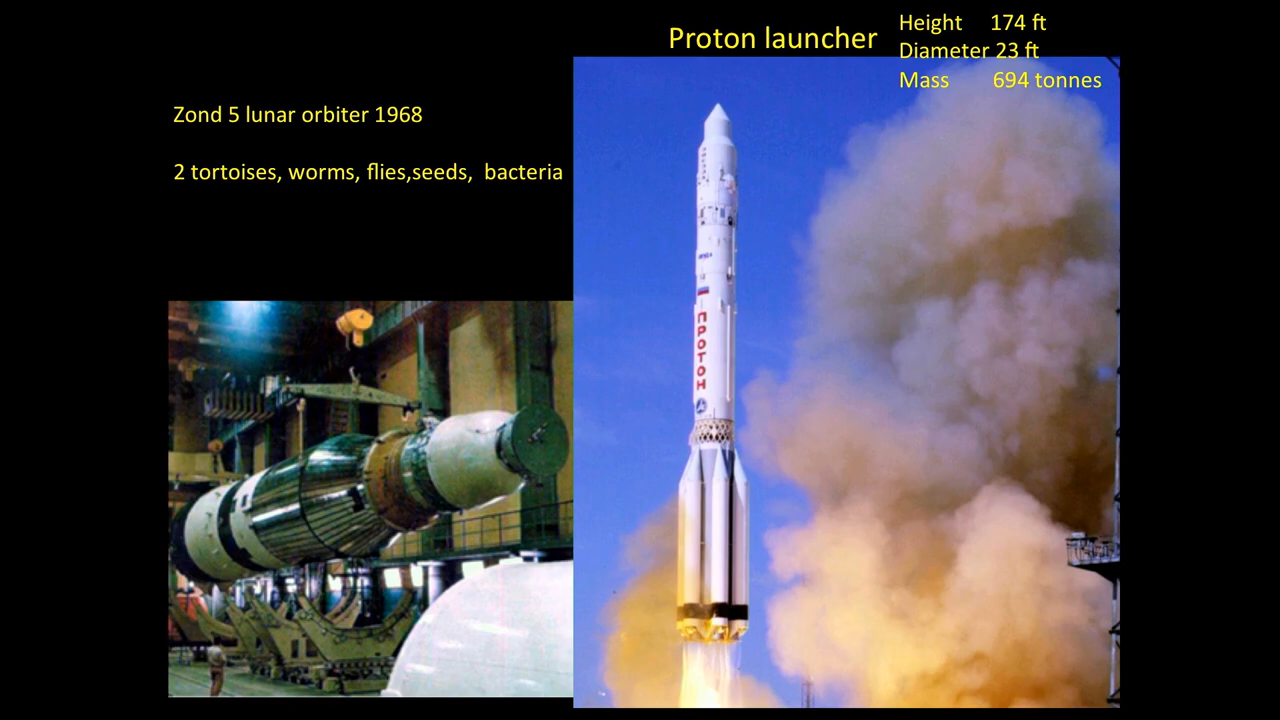 Proton launcher
Height 174 ft
Diameter 23 ft
Mass 694 tonnes
Zond 5 lunar orbiter 1968
2 tortoises, worms, flies,seeds, bacteria
ПРОТОН